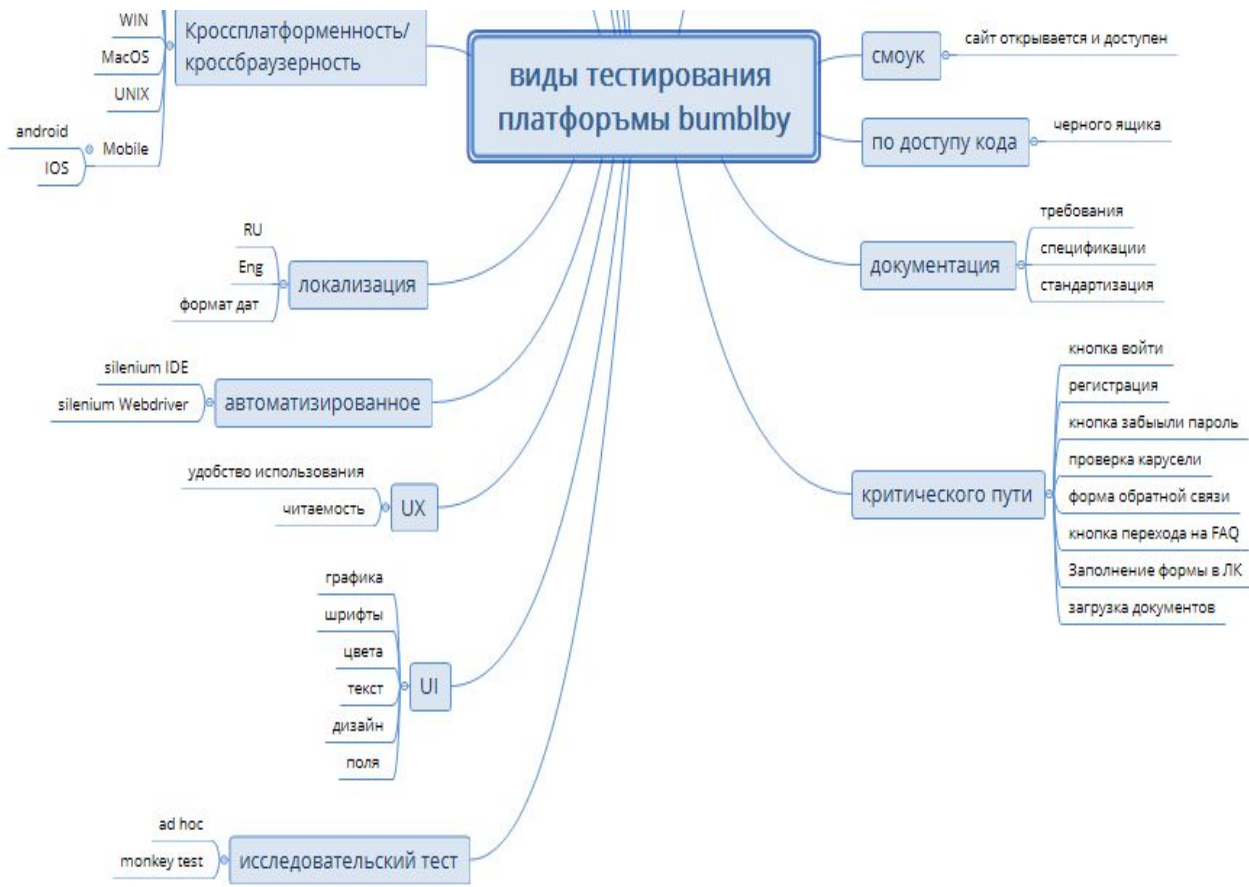 виды тестирования
платфоръмы bumblby
Кроссплатформенность/
кроссбраузерность
WIN
MacOS
UNIX
Mobile
android
IOS
локализация
RU
Eng
формат дат
автоматизированное
silenium IDE
silenium Webdriver
UX
удобство использования
читаемость
UI
графика
шрифты
цвета
текст
дизайн
поля
исследовательский тест
ad hoc
monkey test
смоук
сайт открывается и доступен
по доступу кода
черного ящика
документация
требования
спецификации
стандартизация
критического пути
кнопка войти
регистрация
кнопка забыыли пароль
проверка карусели
форма обратной связи
кнопка перехода на FAQ
Заполнение формы в ЛК
загрузка документов